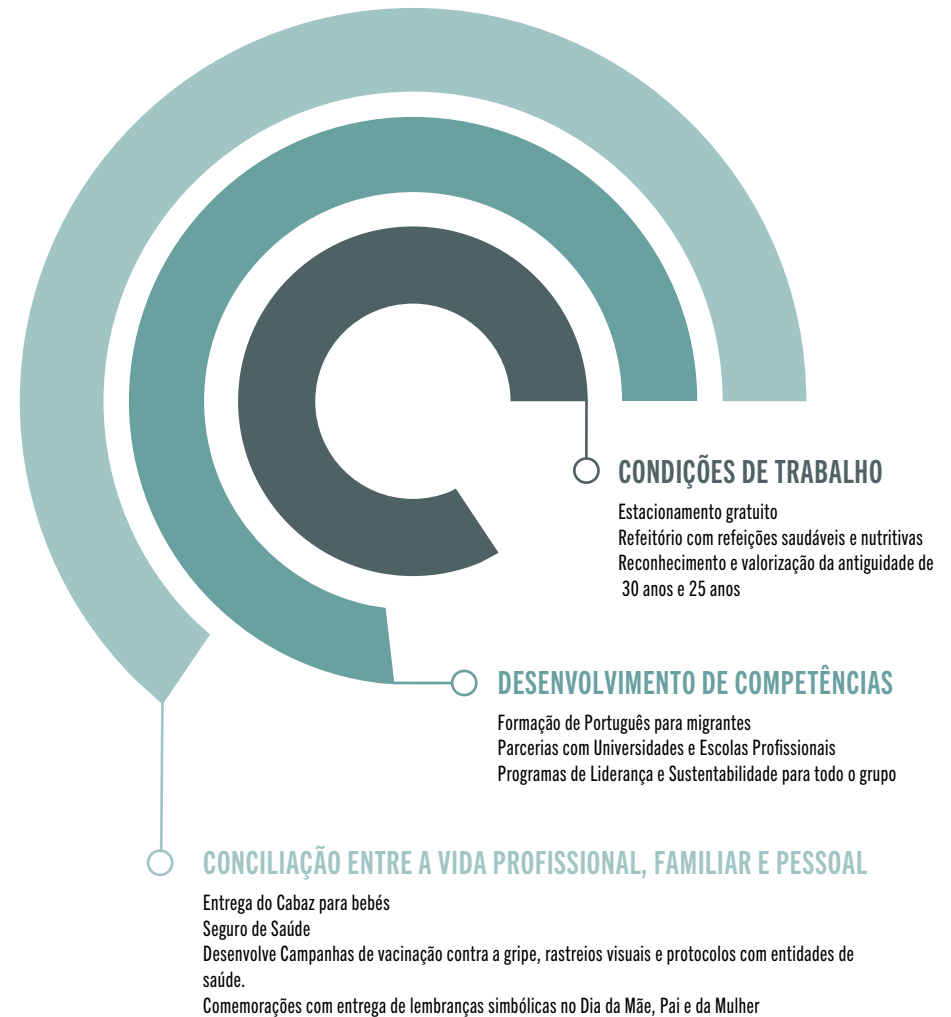 CONDIÇÕES DE TRABALHO
Estacionamento gratuito
Refeitório com refeições saudáveis e nutritivas
Reconhecimento e valorização da antiguidade de
30 anos e 25 anos
DESENVOLVIMENTO DE COMPETÊNCIAS
Formação de Português para migrantes
Parcerias com Universidades e Escolas Profissionais
Programas de Liderança e Sustentabilidade para todo o grupo
CONCILIAÇÃO ENTRE A VIDA PROFISSIONAL, FAMILIAR E PESSOAL
Entrega do Cabaz para bebés
Seguro de Saúde
Desenvolve Campanhas de vacinação contra a gripe, rastreios visuais e protocolos com entidades de
saúde.
Comemorações com entrega de lembranças simbólicas no Dia da Mãe, Pai e da Mulher